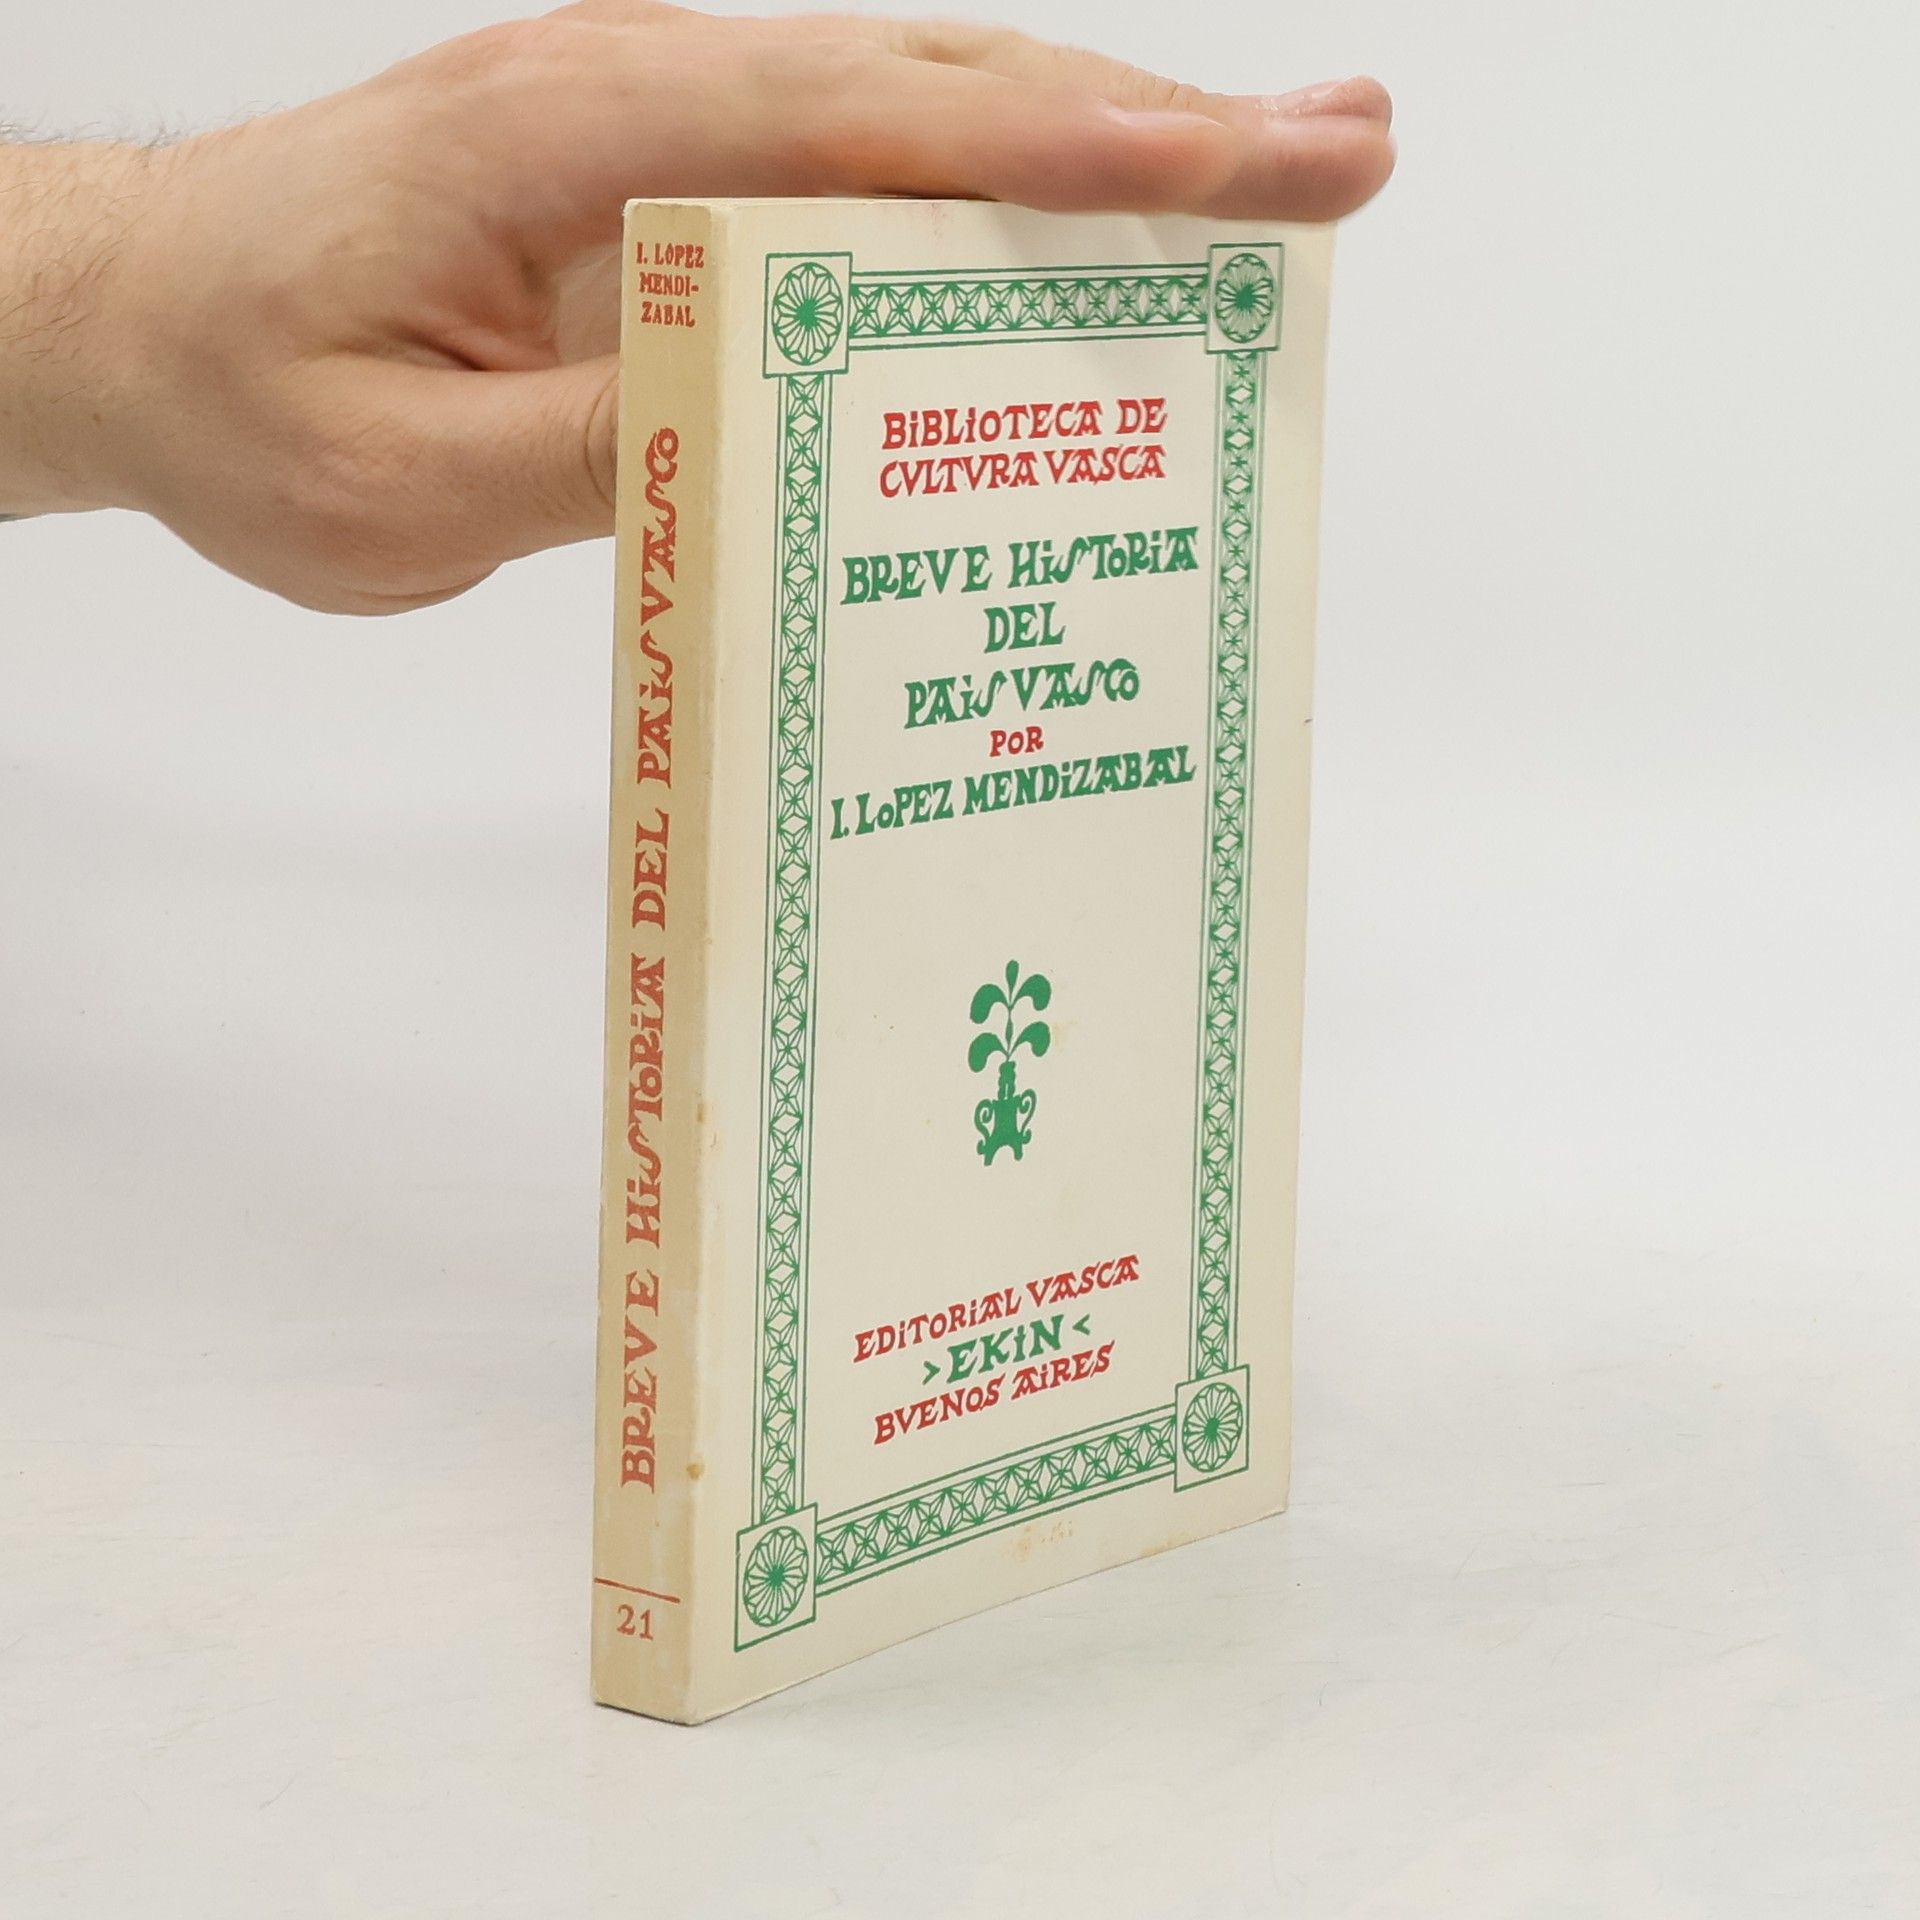 I. LOPEZ
MENDI-
ZABAL
BREVE HiSTORiA DEL PAiS VASCO
21
BiBLiOTECA DE
CVLTVRA VASCA
BREVE HiSTORiA
DEL
PAiS VASCO
POR
I. LOPEZ MENDiZABAL
EDiTORiAL VASCA
>EKiN<
BVENOS AiRES